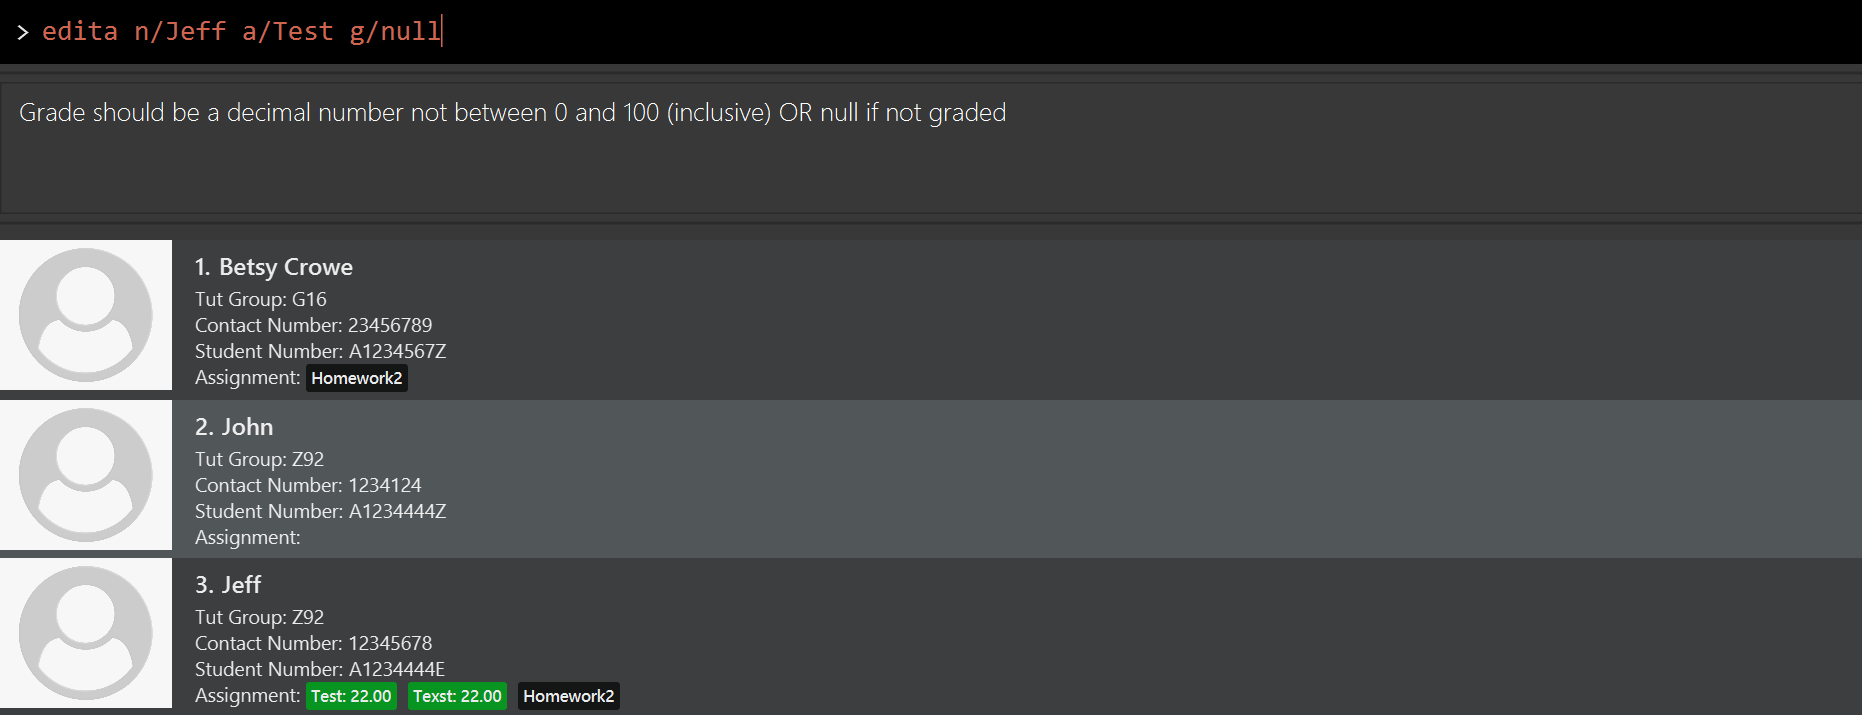 > edita n/Jeff a/Test g/null
Grade should be a decimal number not between 0 and 100 (inclusive) OR null if not graded
1. Betsy Crowe
Tut Group: G16
Contact Number: 23456789
Student Number: A1234567Z
Assignment: Homework2
2. John
Tut Group: Z92
Contact Number: 1234124
Student Number: A1234444Z
Assignment:
3. Jeff
Tut Group: Z92
Contact Number: 12345678
Student Number: A1234444E
Assignment: Test: 22.00 Texst: 22.00 Homework2